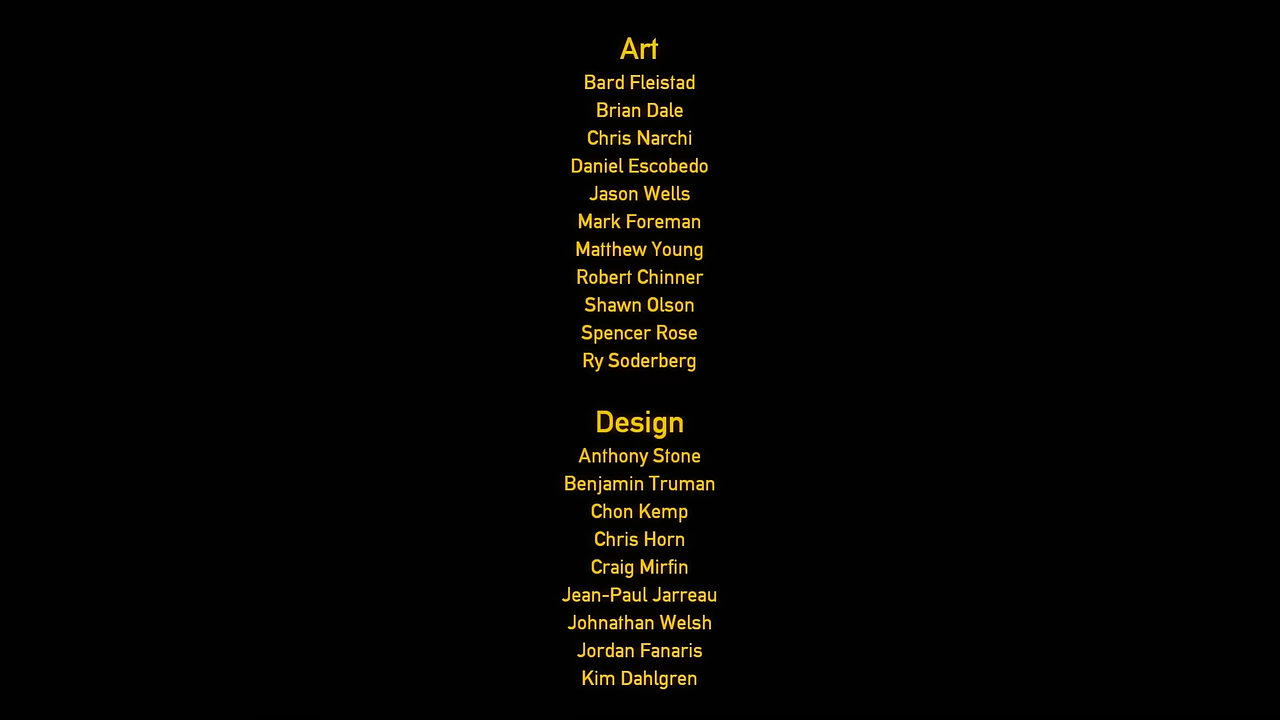 Art
Bard Fleistad
Brian Dale
Chris Narchi
Daniel Escobedo
Jason Wells
Mark Foreman
Matthew Young
Robert Chinner
Shawn Olson
Spencer Rose
Ry Soderberg
Design
Anthony Stone
Benjamin Truman
Chon Kemp
Chris Horn
Craig Mirfin
Jean-Paul Jarreau
Johnathan Welsh
Jordan Fanaris
Kim Dahlgren